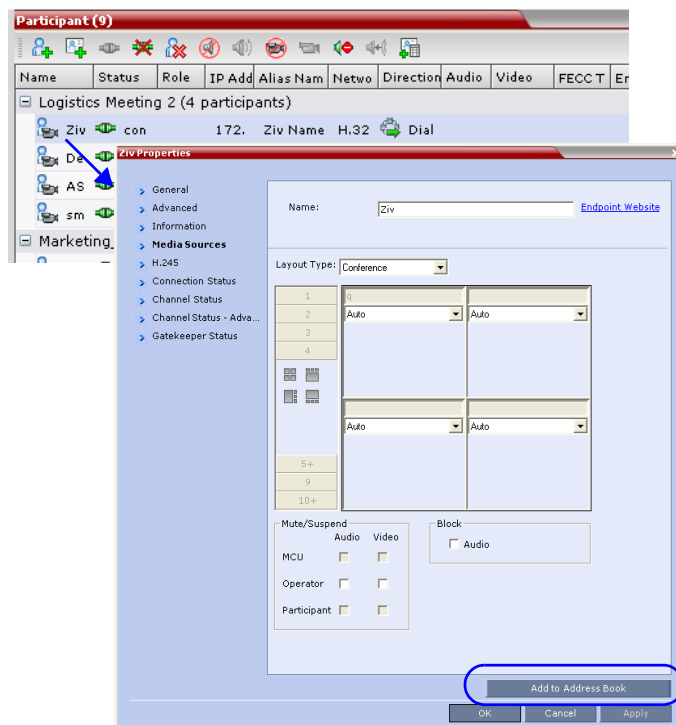 Participant (9)
Name Status Role IP Add Alias Nam Netwo Direction Audio Video FECC T Er
Logistics Meeting 2 (4 participants)
Ziv con 172. Ziv Name H.32 Dial
De
AS
sm
Marketing_
Ziv Properties
General
Advanced
Information
Media Sources
H.245
Connection Status
Channel Status
Channel Status - Adva...
Gatekeeper Status
Name: Ziv Endpoint Website
Layout Type: Conference
1
2
3
4
5+
9
10+
q
Auto Auto
Auto Auto
Mute/Suspend
Audio Video
MCU
Operator
Participant
Block
Audio
Add to Address Book
OK Cancel Apply